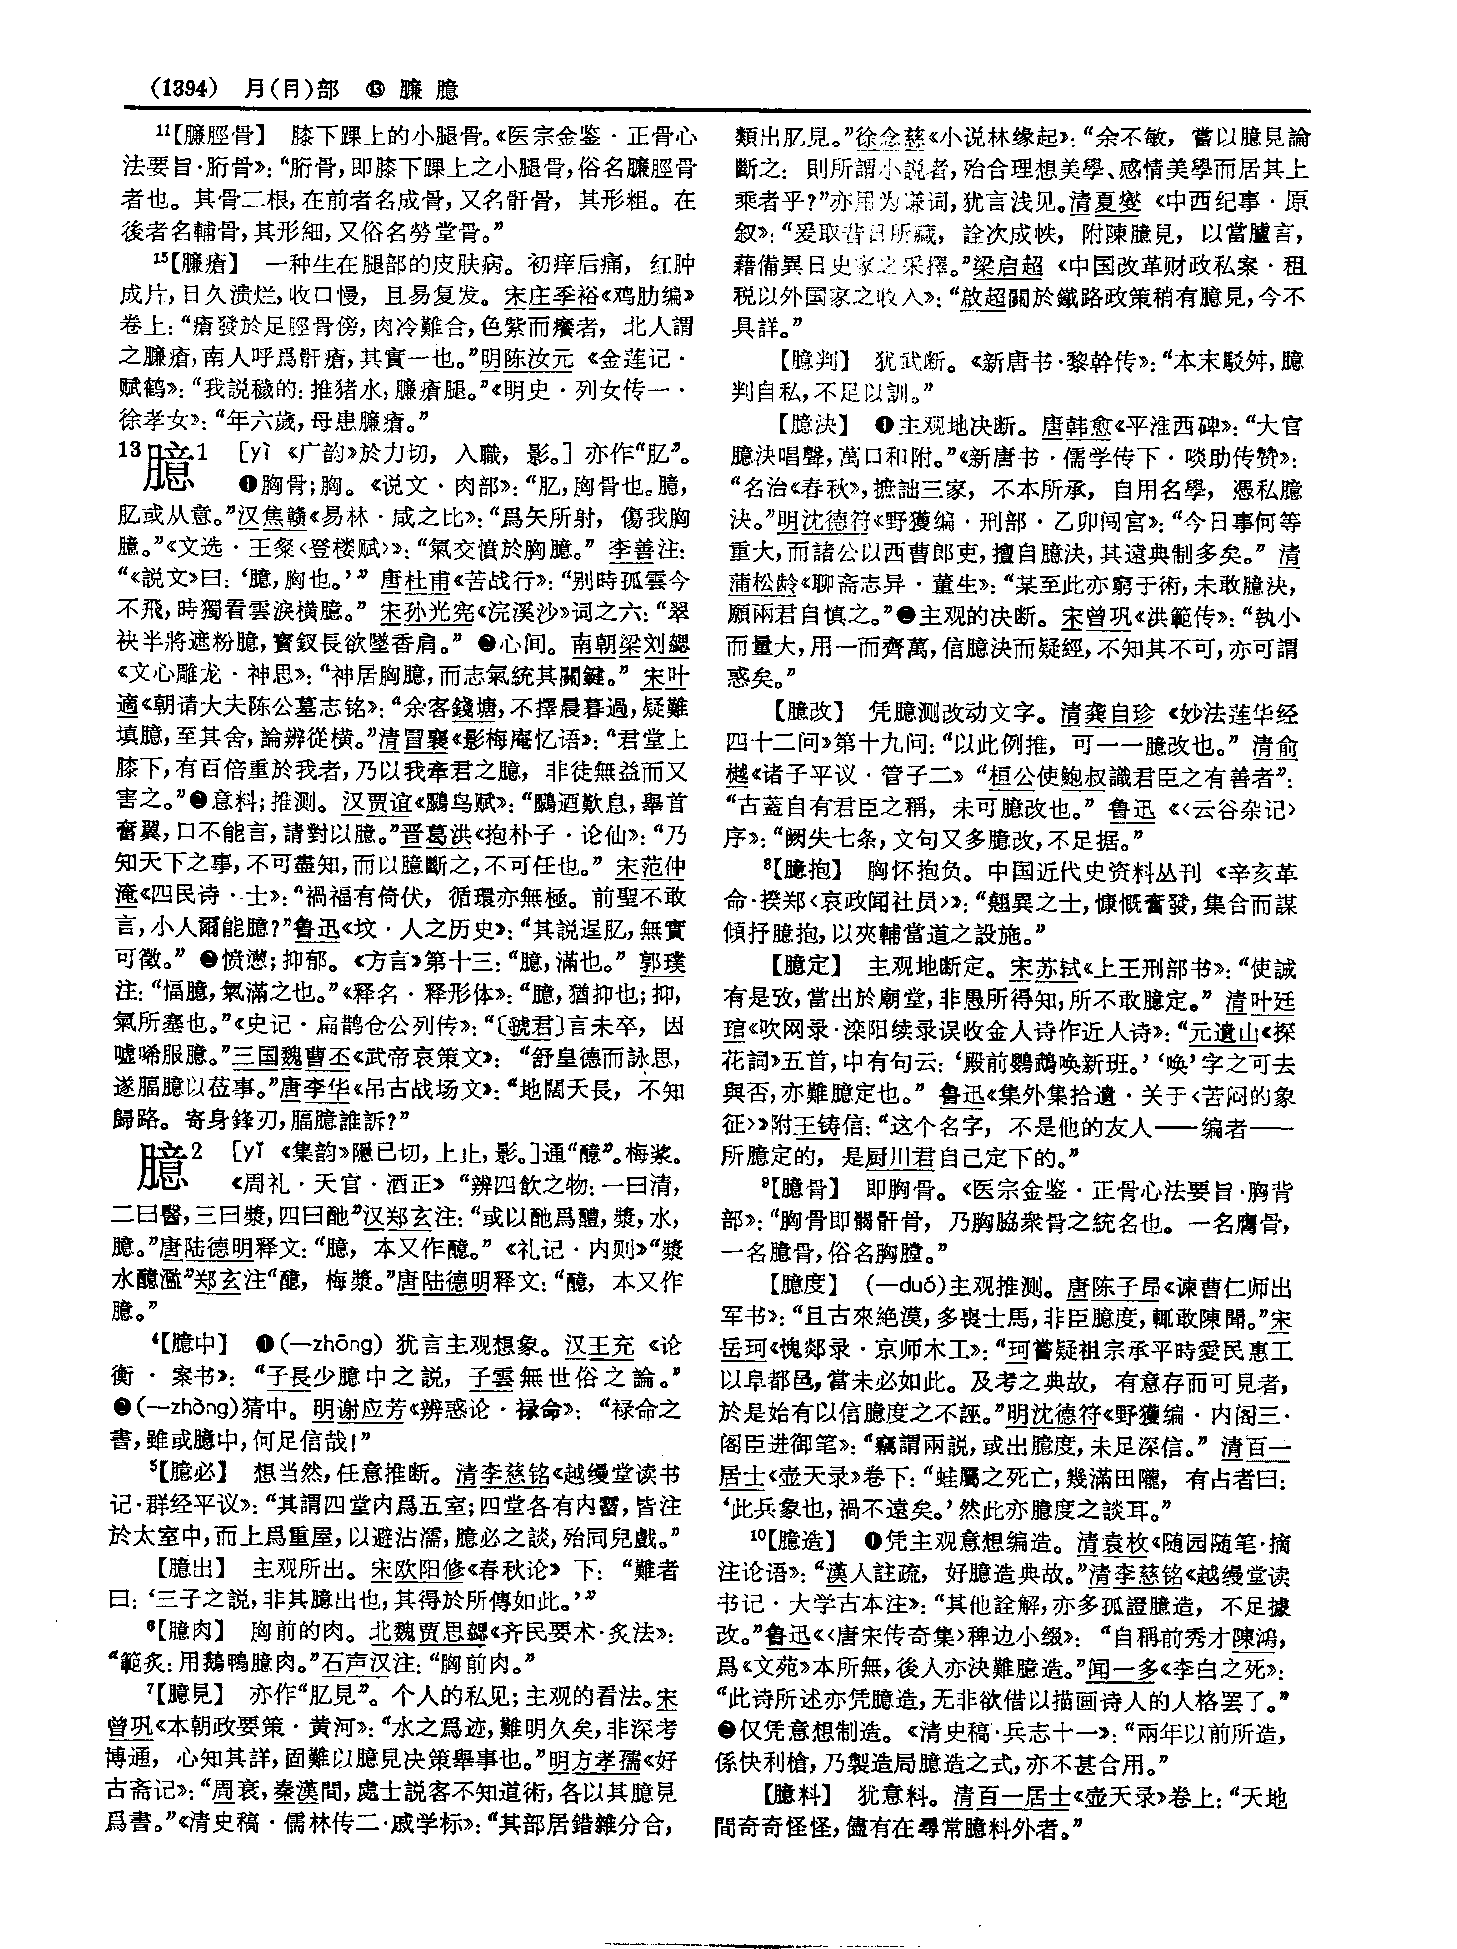 (1394) 月(⺼)部 ⓭ 臁 臆
¹¹【臁脛骨】 膝下踝上的小腿骨。《医宗金鉴·正骨心
法要旨·胻骨》：“胻骨，即膝下踝上之小腿骨，俗名臁脛骨
者也。其骨二根，在前者名成骨，又名骭骨，其形粗。在
後者名輔骨，其形細，又俗名勞堂骨。”
¹⁵【臁瘡】 一种生在腿部的皮肤病。初痒后痛，红肿
成片，日久溃烂，收口慢，且易复发。宋庄季裕《鸡肋编》
卷上：“瘡發於足脛骨傍，肉冷難合，色紫而癢者，北人謂
之臁瘡，南人呼爲骭瘡，其實一也。”明陈汝元《金莲记·
赋鹤》：“我説穢的：推猪水，臁瘡腿。”《明史·列女传一·
徐孝女》：“年六歲，母患臁瘡。”
13臆1 [yì 《广韵》於力切，入職，影。]亦作“肊”。
❶胸骨；胸。《说文·肉部》：“肊，胸骨也。臆，
肊或从意。”汉焦赣《易林·咸之比》：“爲矢所射，傷我胸
臆。”《文选·王粲〈登楼赋〉》：“氣交憤於胸臆。”李善注：
“《説文》曰：‘臆，胸也。’”唐杜甫《苦战行》：“别時孤雲今
不飛，時獨看雲淚横臆。”宋孙光宪《浣溪沙》词之六：“翠
袂半將遮粉臆，寳釵長欲墜香肩。”❷心间。南朝梁刘勰
《文心雕龙·神思》：“神居胸臆，而志氣統其關鍵。”宋叶
適《朝请大夫陈公墓志铭》：“余客錢塘，不擇晨暮過，疑難
填臆，至其舍，論辨從横。”清冒襄《影梅庵忆语》：“君堂上
膝下，有百倍重於我者，乃以我牽君之臆，非徒無益而又
害之。”❸意料；推测。汉贾谊《鵩鸟赋》：“鵩迺歎息，舉首
奮翼，口不能言，請對以臆。”晋葛洪《抱朴子·论仙》：“乃
知天下之事，不可盡知，而以臆斷之，不可任也。”宋范仲
淹《四民诗·士》：“禍福有倚伏，循環亦無極。前聖不敢
言，小人爾能臆？”鲁迅《坟·人之历史》：“其説逞肊，無實
可徵。”❹愤懑；抑郁。《方言》第十三：“臆，滿也。”郭璞
注：“愊臆，氣滿之也。”《释名·释形体》：“臆，猶抑也；抑，
氣所塞也。”《史记·扁鹊仓公列传》：“〔虢君〕言未卒，因
嘘唏服臆。”三国魏曹丕《武帝哀策文》：“舒皇德而詠思，
遂腷臆以莅事。”唐李华《吊古战场文》：“地闊天長，不知
歸路。寄身鋒刃，腷臆誰訴？”
臆2 [yǐ 《集韵》隱已切，上止，影。]通“醷”。梅浆。
《周礼·天官·酒正》“辨四飲之物：一曰清，
二曰醫，三曰漿，四曰酏”汉郑玄注：“或以酏爲醴，漿，水，
臆。”唐陆德明释文：“臆，本又作醷。”《礼记·内则》“漿
水醷濫”郑玄注“醷，梅漿。”唐陆德明释文：“醷，本又作
臆。”
⁴【臆中】 ❶(—zhōng) 犹言主观想象。汉王充《论
衡·案书》：“子長少臆中之説，子雲無世俗之論。”
❷(—zhòng)猜中。明谢应芳《辨惑论·禄命》：“禄命之
書，雖或臆中，何足信哉！”
⁵【臆必】 想当然，任意推断。清李慈铭《越缦堂读书
记·群经平议》：“其謂四堂内爲五室；四堂各有内霤，皆注
於太室中，而上爲重屋，以避沾濡，臆必之談，殆同兒戲。”
【臆出】 主观所出。宋欧阳修《春秋论》下：“難者
曰：‘三子之説，非其臆出也，其得於所傳如此。’”
⁶【臆肉】 胸前的肉。北魏贾思勰《齐民要术·炙法》：
“範炙：用鵝鴨臆肉。”石声汉注：“胸前肉。”
⁷【臆見】 亦作“肊見”。个人的私见；主观的看法。宋
曾巩《本朝政要策·黄河》：“水之爲迹，難明久矣，非深考
博通，心知其詳，固難以臆見决策舉事也。”明方孝孺《好
古斋记》：“周衰，秦漢間，處士説客不知道術，各以其臆見
爲書。”《清史稿·儒林传二·戚学标》：“其部居錯雜分合，
類出肊見。”徐念慈《小说林缘起》：“余不敏，嘗以臆見論
斷之：則所謂小説者，殆合理想美學、感情美學而居其上
乘者乎？”亦用为谦词，犹言浅见。清夏燮《中西纪事·原
叙》：“爰取昔日所藏，詮次成帙，附陳臆見，以當臚言，
藉備異日史家之采擇。”梁启超《中国改革财政私案·租
税以外国家之收入》：“啟超關於鐵路政策稍有臆見，今不
具詳。”
【臆判】 犹武断。《新唐书·黎幹传》：“本末駁舛，臆
判自私，不足以訓。”
【臆決】 ❶主观地决断。唐韩愈《平淮西碑》：“大官
臆決唱聲，萬口和附。”《新唐书·儒学传下·啖助传赞》：
“名治《春秋》，摭詘三家，不本所承，自用名學，憑私臆
決。”明沈德符《野獲编·刑部·乙卯闯宫》：“今日事何等
重大，而諸公以西曹郎吏，擅自臆決，其遠典制多矣。”清
蒲松龄《聊斋志异·董生》：“某至此亦窮于術，未敢臆決，
願兩君自慎之。”❷主观的决断。宋曾巩《洪範传》：“執小
而量大，用一而齊萬，信臆決而疑經，不知其不可，亦可謂
惑矣。”
【臆改】 凭臆测改动文字。清龚自珍《妙法莲华经
四十二问》第十九问：“以此例推，可一一臆改也。”清俞
樾《诸子平议·管子二》“桓公使鮑叔識君臣之有善者”：
“古蓋自有君臣之稱，未可臆改也。”鲁迅《〈云谷杂记〉
序》：“阙失七条，文句又多臆改，不足据。”
⁸【臆抱】 胸怀抱负。中国近代史资料丛刊《辛亥革
命·揆郑〈哀政闻社员〉》：“翹異之士，慷慨奮發，集合而謀
傾抒臆抱，以夾輔當道之設施。”
【臆定】 主观地断定。宋苏轼《上王刑部书》：“使誠
有是攷，當出於廟堂，非愚所得知，所不敢臆定。”清叶廷
琯《吹网录·滦阳续录误收金人诗作近人诗》：“元遺山《探
花詞》五首，中有句云：‘殿前鸚鵡唤新班。’‘唤’字之可去
與否，亦難臆定也。”鲁迅《集外集拾遺·关于〈苦闷的象
征〉》附王铸信：“这个名字，不是他的友人——编者——
所臆定的，是厨川君自己定下的。”
⁹【臆骨】 即胸骨。《医宗金鉴·正骨心法要旨·胸背
部》：“胸骨即髑骭骨，乃胸脇衆骨之統名也。一名膺骨，
一名臆骨，俗名胸膛。”
【臆度】 (—duó)主观推测。唐陈子昂《谏曹仁师出
军书》：“且古來絶漠，多喪士馬，非臣臆度，輒敢陳聞。”宋
岳珂《愧郯录·京师木工》：“珂嘗疑祖宗承平時愛民惠工
以阜都邑，當未必如此。及考之典故，有意存而可見者，
於是始有以信臆度之不誣。”明沈德符《野獲编·内阁三·
阁臣进御笔》：“竊謂兩説，或出臆度，未足深信。”清百一
居士《壶天录》卷下：“蛙屬之死亡，幾滿田隴，有占者曰：
‘此兵象也，禍不遠矣。’然此亦臆度之談耳。”
¹⁰【臆造】 ❶凭主观意想编造。清袁枚《随园随笔·摘
注论语》：“漢人註疏，好臆造典故。”清李慈铭《越缦堂读
书记·大学古本注》：“其他詮解，亦多孤證臆造，不足據
改。”鲁迅《〈唐宋传奇集〉稗边小缀》：“自稱前秀才陳鴻，
爲《文苑》本所無，後人亦決難臆造。”闻一多《李白之死》：
“此诗所述亦凭臆造，无非欲借以描画诗人的人格罢了。”
❷仅凭意想制造。《清史稿·兵志十一》：“兩年以前所造，
係快利槍，乃製造局臆造之式，亦不甚合用。”
【臆料】 犹意料。清百一居士《壶天录》卷上：“天地
間奇奇怪怪，儘有在尋常臆料外者。”